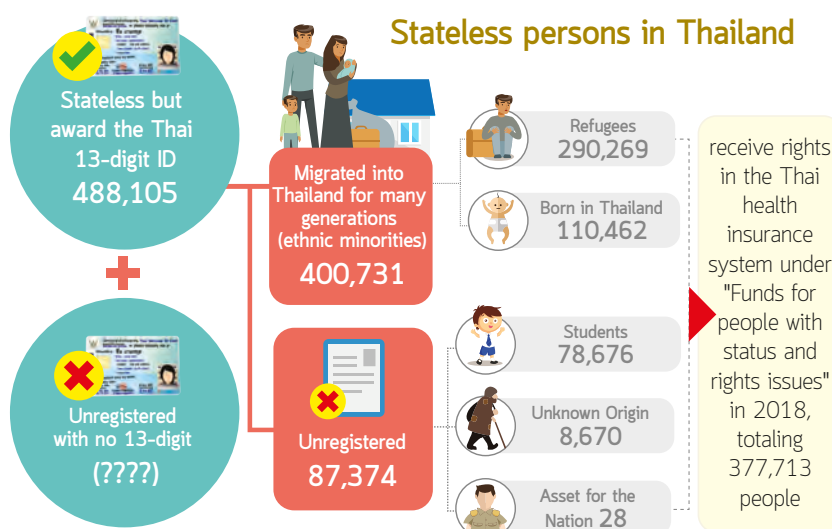 Stateless persons in Thailand
Stateless but
award the Thai
13-digit ID
488,105
Unregistered
with no 13-digit
(????)
Migrated into
Thailand for many
generations
(ethnic minorities)
400,731
Unregistered
87,374
Refugees
290,269
Born in Thailand
110,462
Students
78,676
Unknown Origin
8,670
Asset for the
Nation 28
receive rights
in the Thai
health
insurance
system under
"Funds for
people with
status and
rights issues"
in 2018,
totaling
377,713
people